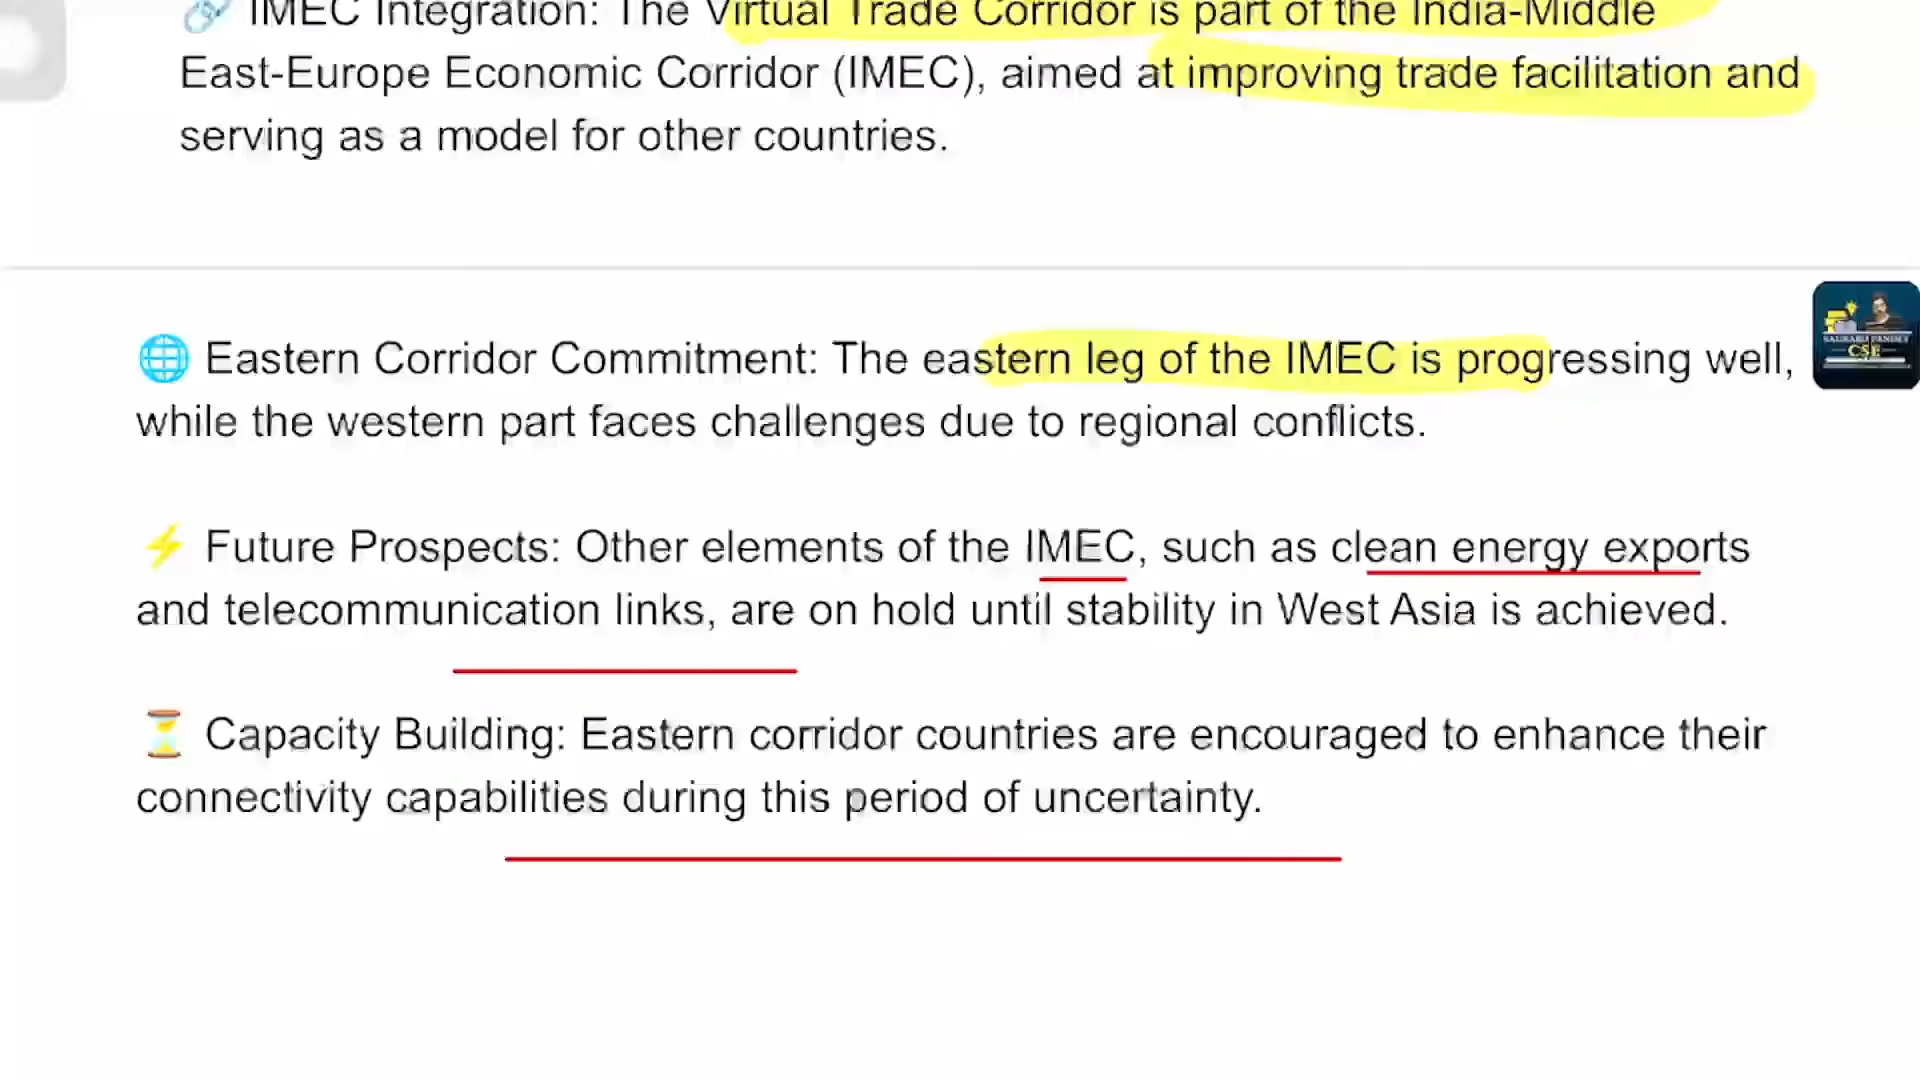 🔗 IMEC Integration: The Virtual Trade Corridor is part of the India-Middle
East-Europe Economic Corridor (IMEC), aimed at improving trade facilitation and
serving as a model for other countries.
🌐 Eastern Corridor Commitment: The eastern leg of the IMEC is progressing well,
while the western part faces challenges due to regional conflicts.
⚡ Future Prospects: Other elements of the IMEC, such as clean energy exports
and telecommunication links, are on hold until stability in West Asia is achieved.
⏳ Capacity Building: Eastern corridor countries are encouraged to enhance their
connectivity capabilities during this period of uncertainty.
SAURABH PANDEY
CSE